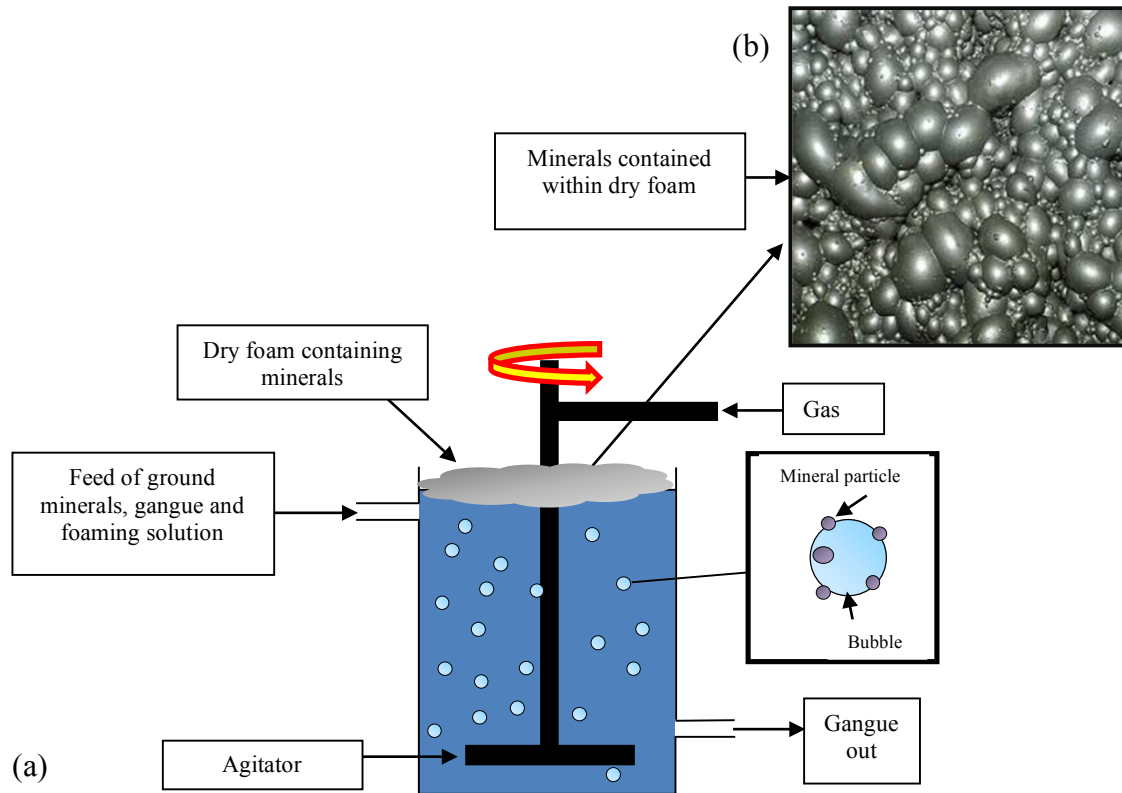 (b)
Minerals contained
within dry foam
Dry foam containing
minerals
Gas
Feed of ground
minerals, gangue and
foaming solution
Mineral particle
Bubble
Gangue
out
Agitator
(a)